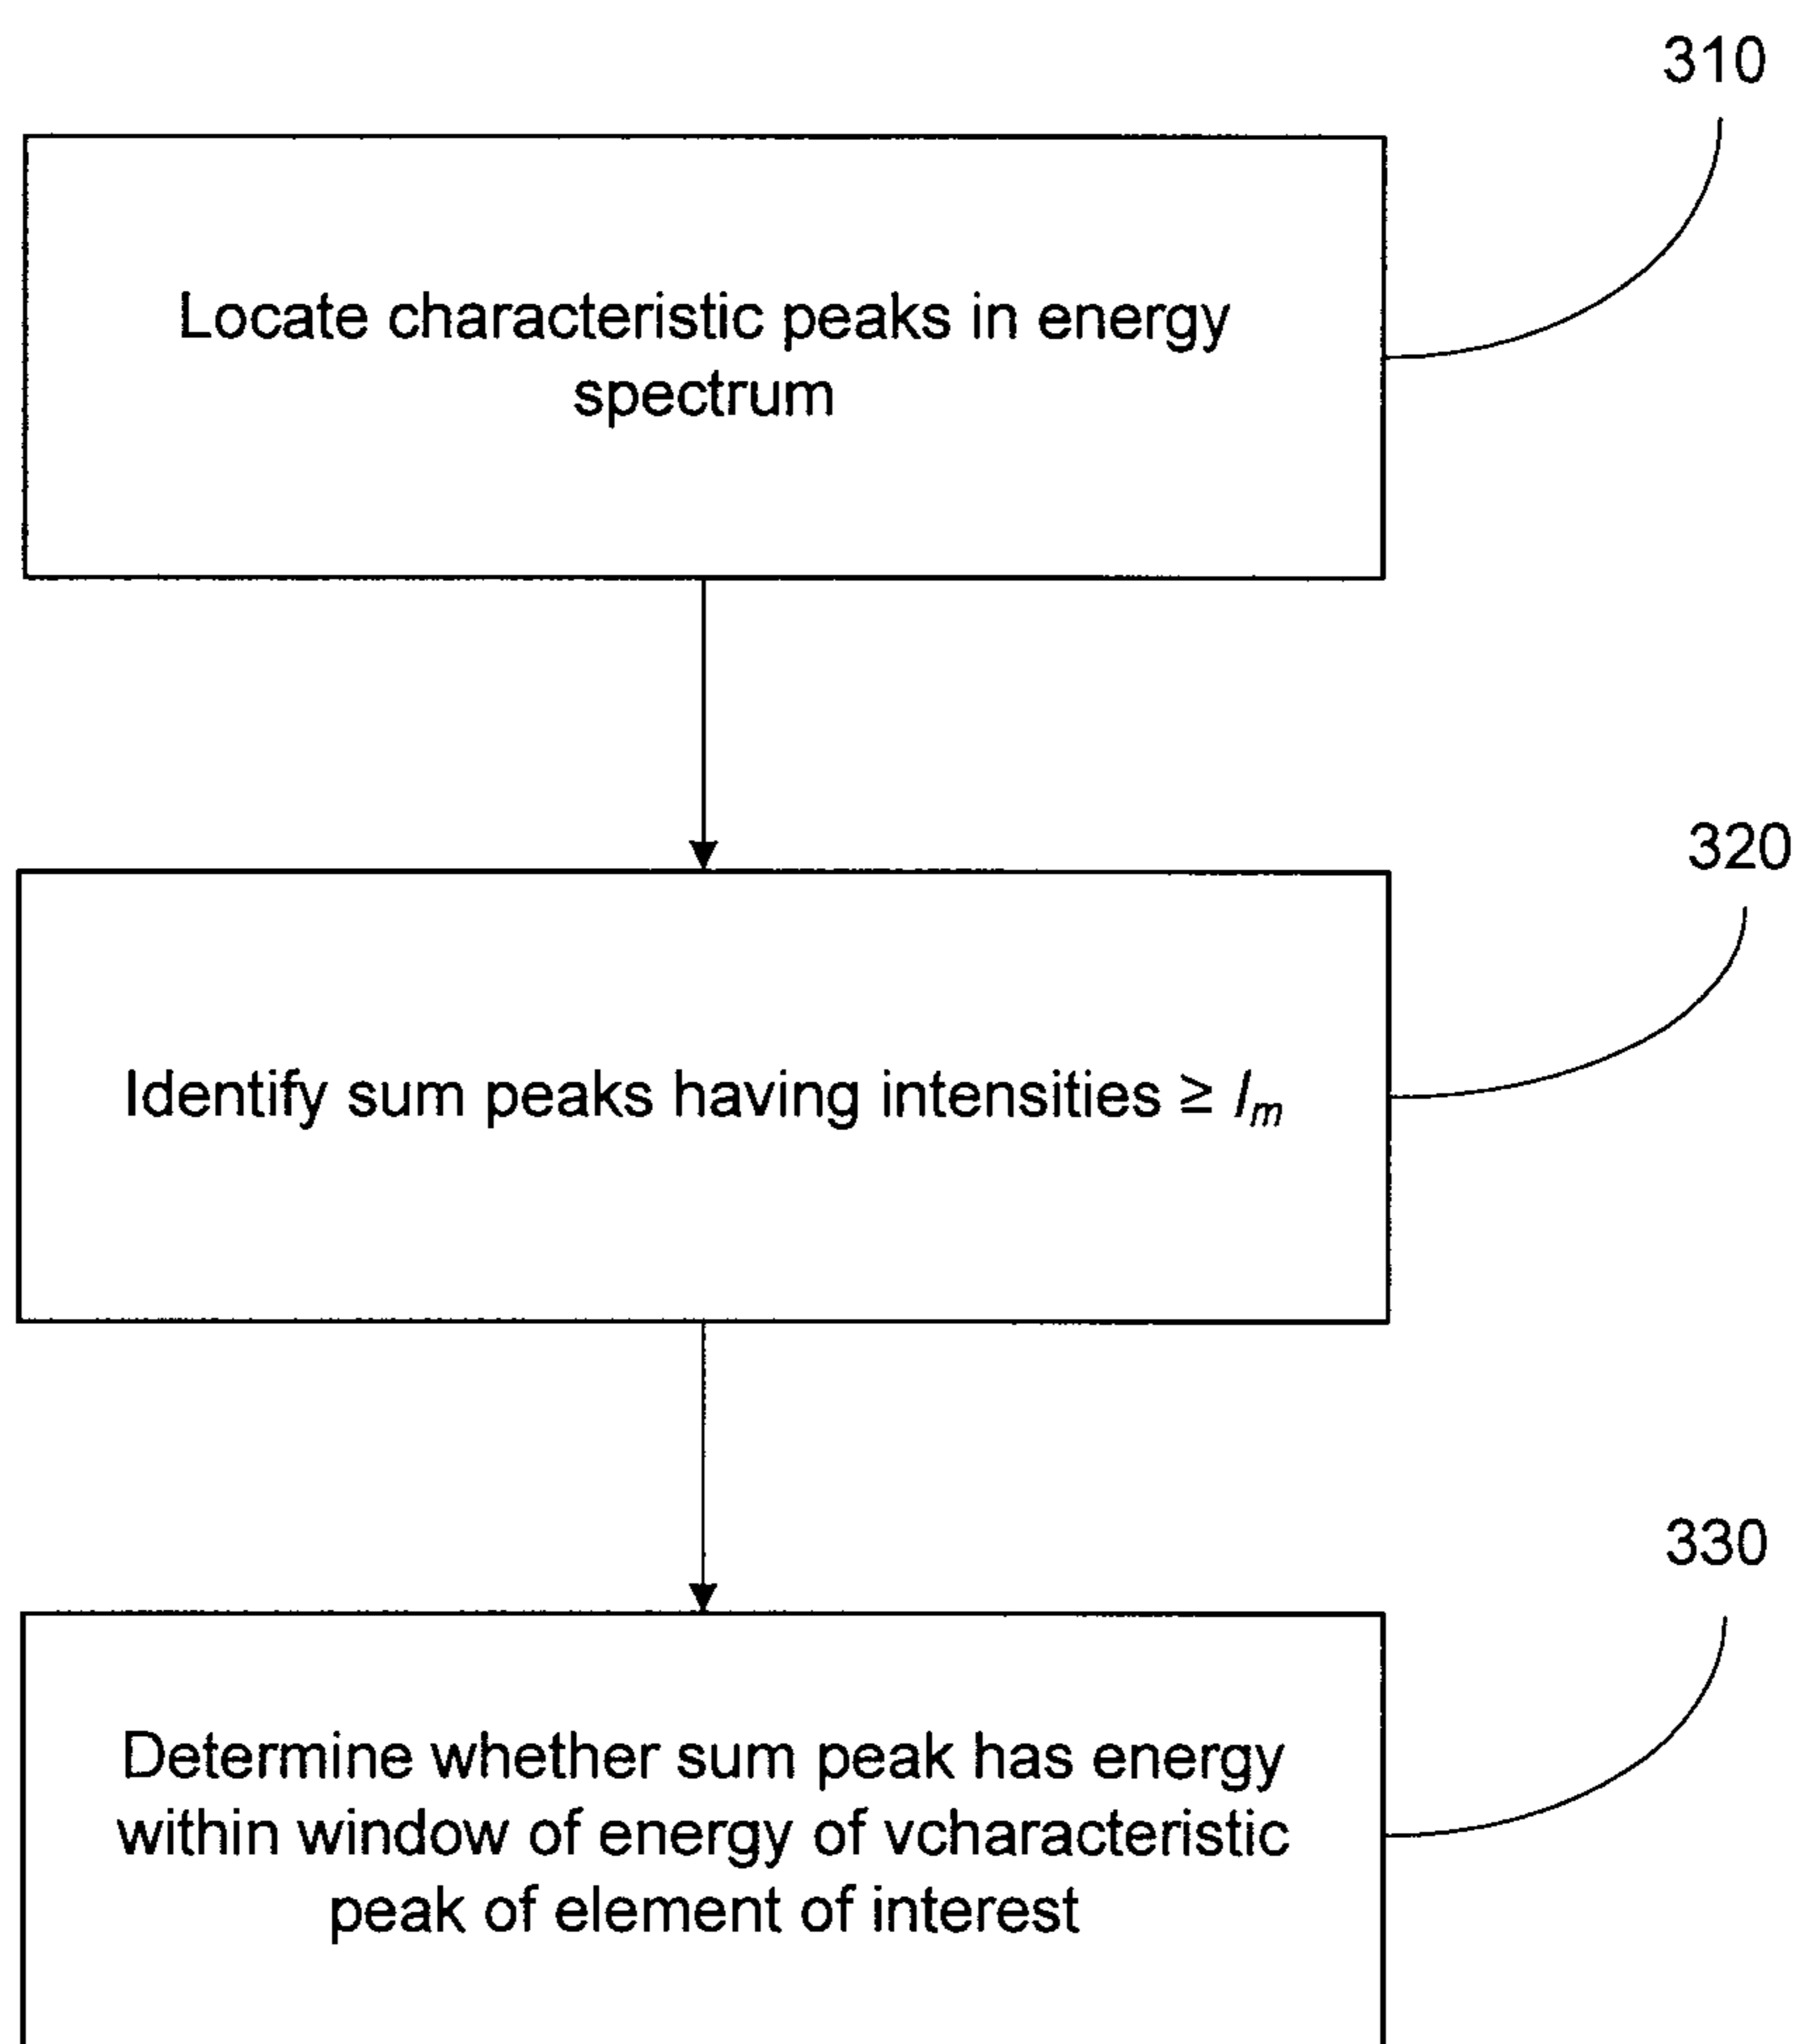 310
Locate characteristic peaks in energy
spectrum
320
Identify sum peaks having intensities ≥ Im
330
Determine whether sum peak has energy
within window of energy of vcharacteristic
peak of element of interest